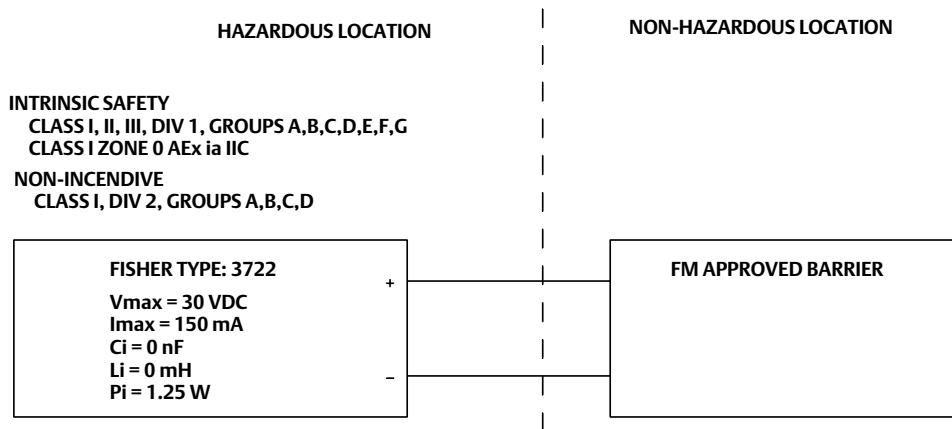 HAZARDOUS LOCATION
NON-HAZARDOUS LOCATION
INTRINSIC SAFETY
CLASS I, II, III, DIV 1, GROUPS A,B,C,D,E,F,G
CLASS I ZONE 0 AEx ia IIC
NON-INCENDIVE
CLASS I, DIV 2, GROUPS A,B,C,D
FISHER TYPE: 3722
Vmax = 30 VDC
Imax = 150 mA
Ci = 0 nF
Li = 0 mH
Pi = 1.25 W
+
−
FM APPROVED BARRIER